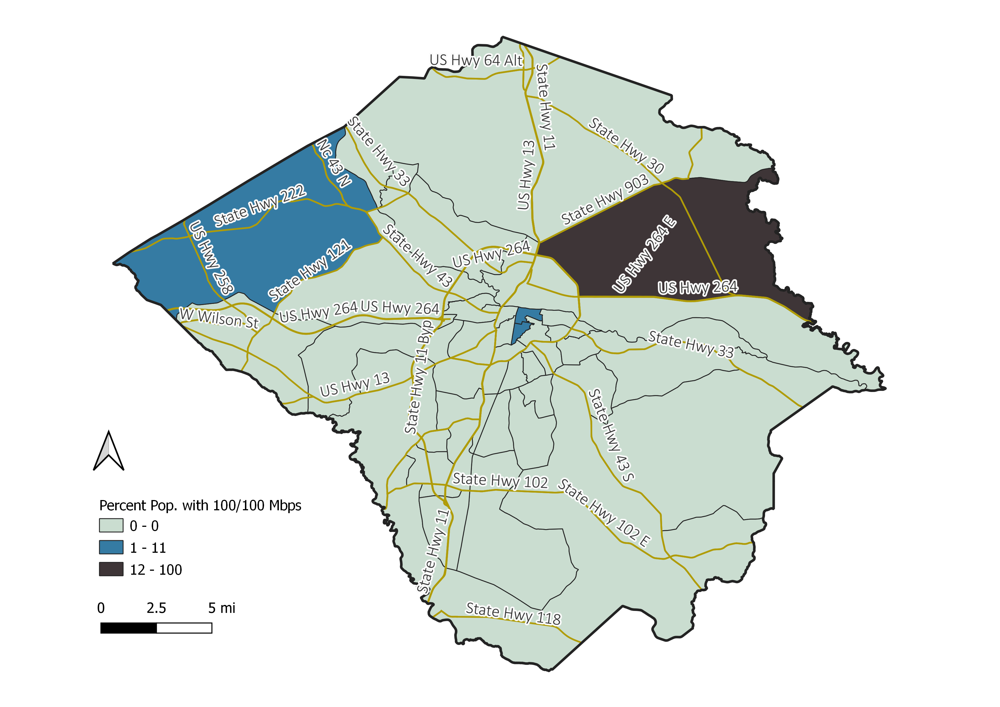 US Hwy 64 Alt
State Hwy 11
State Hwy 33
Nc 43 N
State Hwy 30
US Hwy 13
State Hwy 903
State Hwy 222
US Hwy 258
State Hwy 121
State Hwy 43
US Hwy 264
US Hwy 264 E
US Hwy 264
US Hwy 264
US Hwy 264
W Wilson St
State Hwy 11 Byp
State Hwy 33
US Hwy 13
State Hwy 43 S
State Hwy 102
State Hwy 102 E
State Hwy 11
State Hwy 118
Percent Pop. with 100/100 Mbps
0 - 0
1 - 11
12 - 100
0 2.5 5 mi